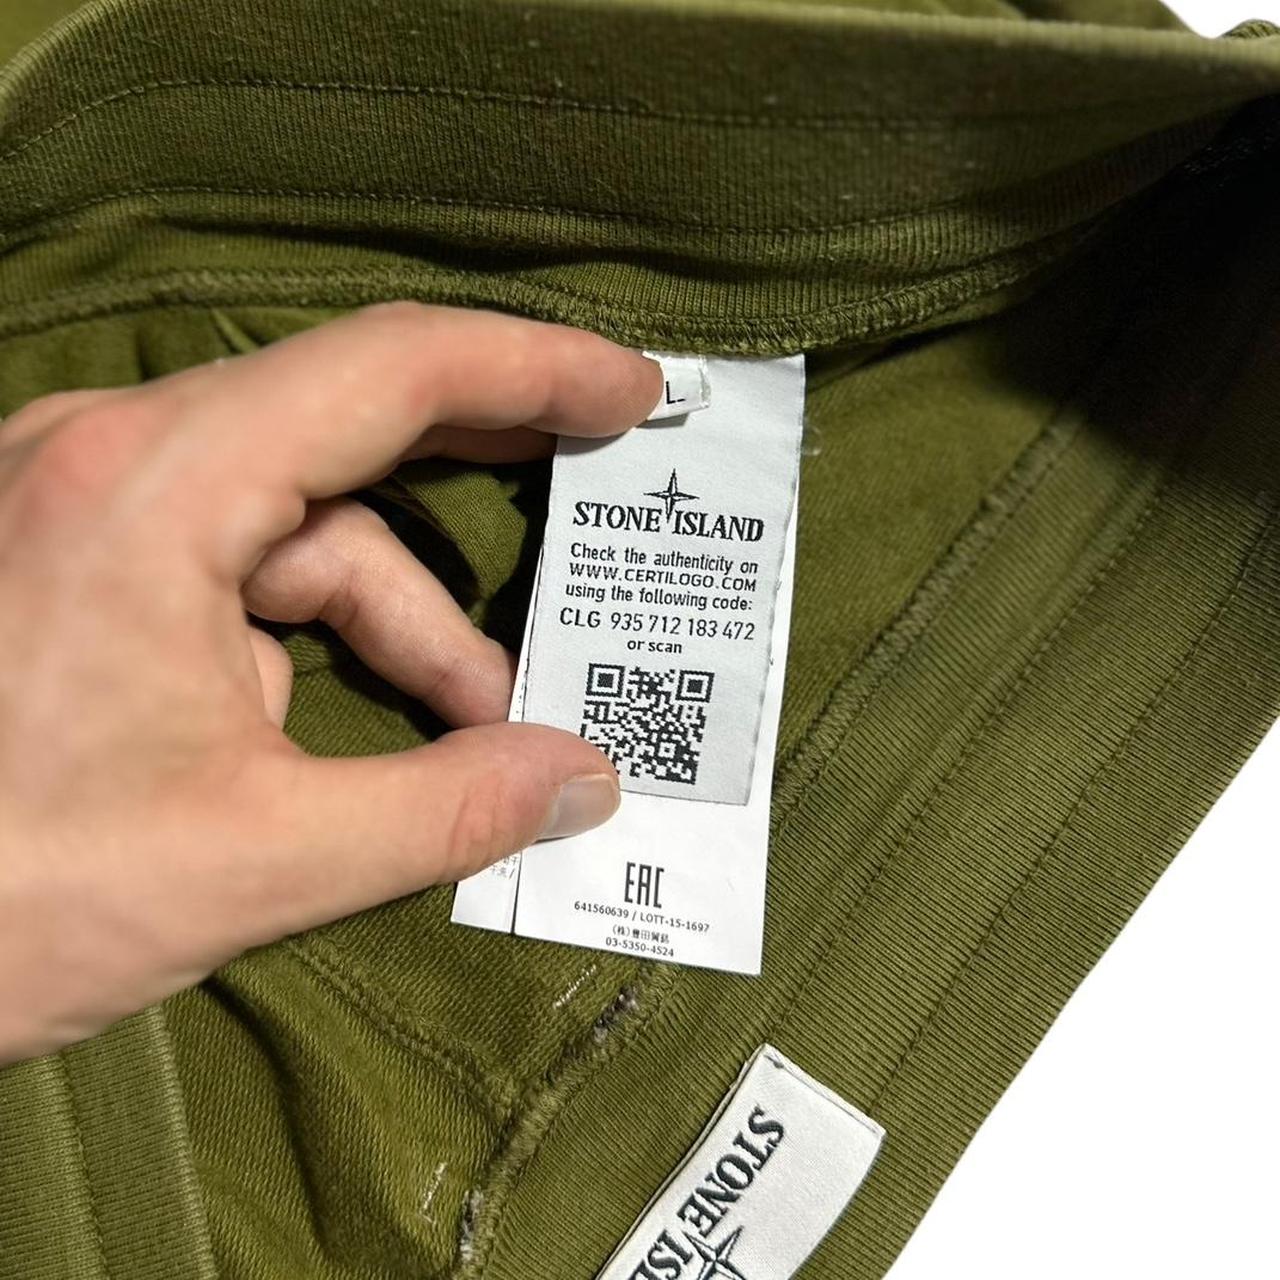 L
STONE ISLAND
Check the authenticity on
WWW.CERTILOGO.COM
using the following code:
CLG 935 712 183 472
or scan
EAC
641560639 / LOTT-15-1697
03-5350-4524
STONE